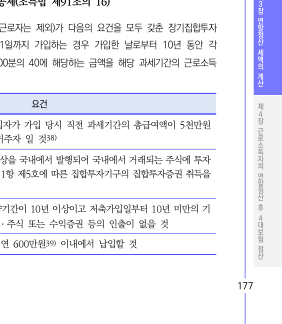 공제(소득법 제91조의 16)
근로자는 제외)가 다음의 요건을 모두 갖춘 장기집합투자
1일까지 가입하는 경우 가입한 날로부터 10년 동안 각
00분의 40에 해당하는 금액을 해당 과세기간의 근로소득
요건
입자가 가입 당시 직전 과세기간의 총급여액이 5천만원
거주자 일 것38)
상을 국내에서 발행되어 국내에서 거래되는 주식에 투자
1항 제5호에 따른 집합투자기구의 집합투자증권 취득을
약기간이 10년 이상이고 저축가입일부터 10년 미만의 기
·주식 또는 수익증권 등의 인출이 없을 것
연 600만원39) 이내에서 납입할 것
3장 연말정산 세액의 계산
제4장 근로소득자의 연말정산 후 4대보험 정산
177